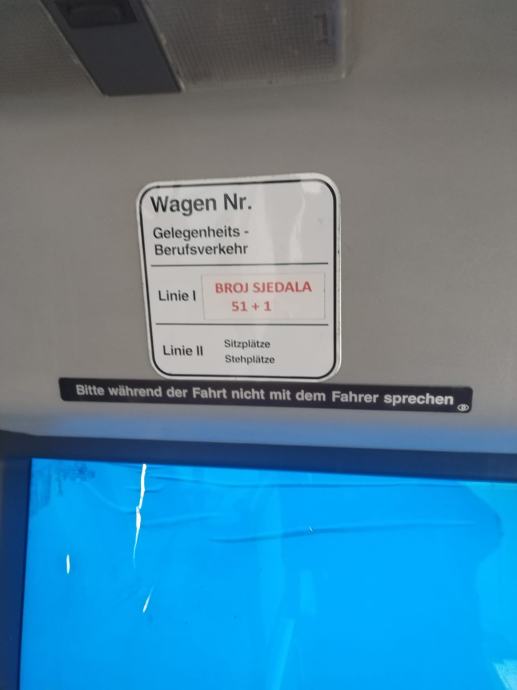 Wagen Nr.
Gelegenheits -
Berufsverkehr
Linie I
BROJ SJEDALA
51 + 1
Linie II
Sitzplätze
Stehplätze
Bitte während der Fahrt nicht mit dem Fahrer sprechen